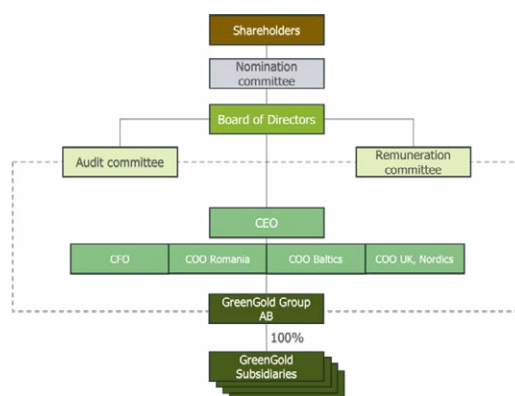 Shareholders
Nomination
committee
Board of Directors
Audit committee
Remuneration
committee
CEO
CFO
COO Romania
COO Baltics
COO UK, Nordics
GreenGold Group
AB
100%
GreenGold
Subsidiaries